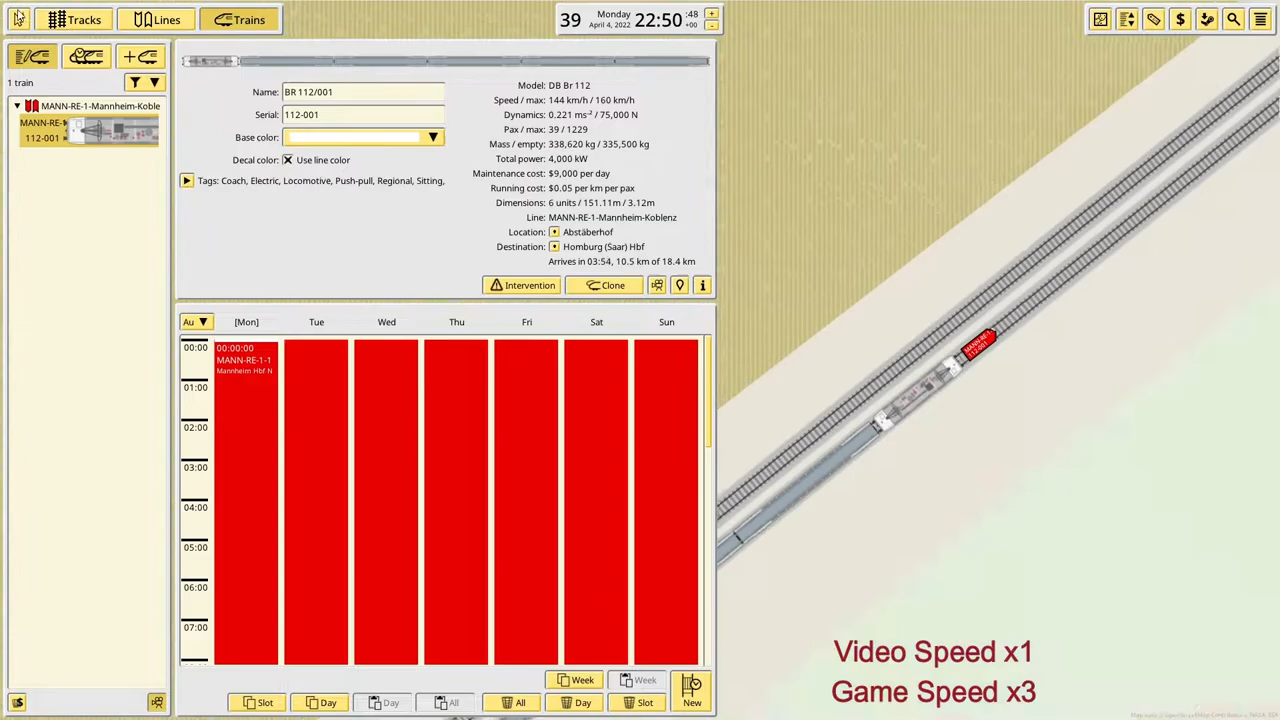 Tracks
Lines
Trains
39
Monday
April 4, 2022
22:50
:48
+00
+
-
$
1 train
MANN-RE-1-Mannheim-Koble
MANN-RE-1
112-001
Name:
BR 112/001
Serial:
112-001
Base color:
Decal color:
Use line color
Tags: Coach, Electric, Locomotive, Push-pull, Regional, Sitting,
Model: DB Br 112
Speed / max: 144 km/h / 160 km/h
Dynamics: 0.221 ms⁻² / 75,000 N
Pax / max: 39 / 1229
Mass / empty: 338,620 kg / 335,500 kg
Total power: 4,000 kW
Maintenance cost: $9,000 per day
Running cost: $0.05 per km per pax
Dimensions: 6 units / 151.11m / 3.12m
Line: MANN-RE-1-Mannheim-Koblenz
Location: Abstäberhof
Destination: Homburg (Saar) Hbf
Arrives in 03:54, 10.5 km of 18.4 km
Intervention
Clone
Au
[Mon]
Tue
Wed
Thu
Fri
Sat
Sun
00:00
01:00
02:00
03:00
04:00
05:00
06:00
07:00
00:00:00
MANN-RE-1-1
Mannheim Hbf N
MANN-RE-1-
112-001
Week
Week
Slot
Day
Day
All
All
Day
Slot
New
Video Speed x1
Game Speed x3